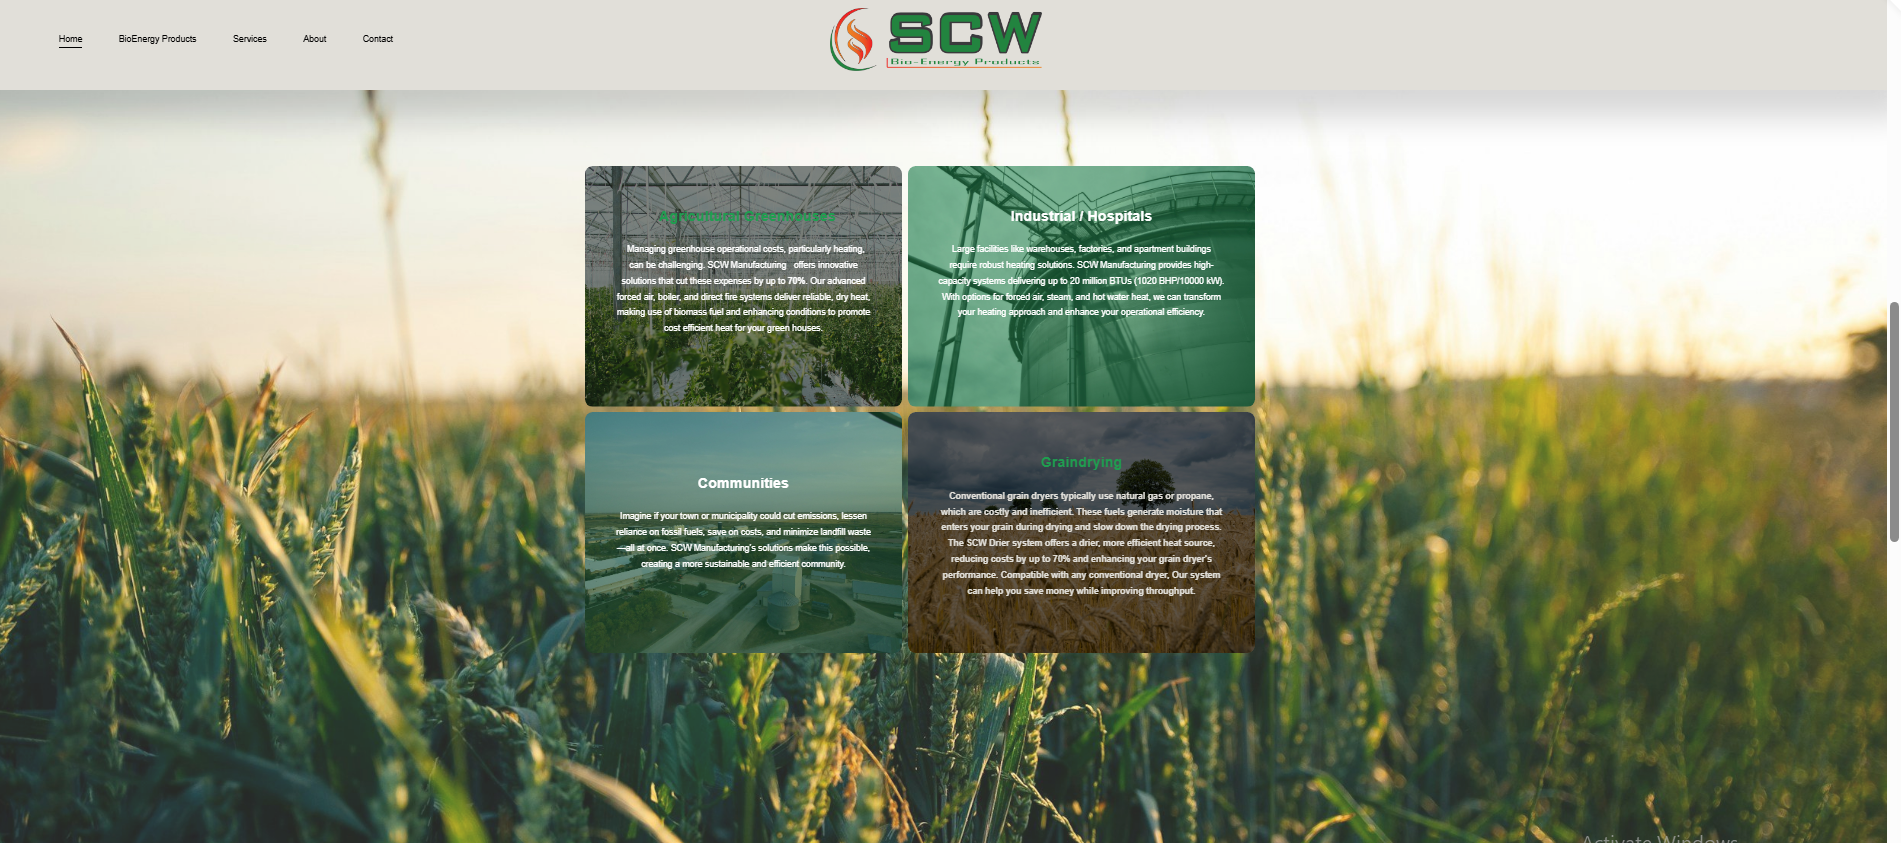 Home BioEnergy Products Services About Contact
SCW
Bio-Energy Products
Agricultural Greenhouses
Managing greenhouse operational costs, particularly heating,
can be challenging. SCW Manufacturing offers innovative
solutions that cut these expenses by up to 70%. Our advanced
forced air, boiler, and direct fire systems deliver reliable, dry heat,
making use of biomass fuel and enhancing conditions to promote
cost efficient heat for your green houses.
Industrial / Hospitals
Large facilities like warehouses, factories, and apartment buildings
require robust heating solutions. SCW Manufacturing provides high-
capacity systems delivering up to 20 million BTUs (1020 BHP/10000 kW).
With options for forced air, steam, and hot water heat, we can transform
your heating approach and enhance your operational efficiency.
Communities
Imagine if your town or municipality could cut emissions, lessen
reliance on fossil fuels, save on costs, and minimize landfill waste
—all at once. SCW Manufacturing's solutions make this possible,
creating a more sustainable and efficient community.
Graindrying
Conventional grain dryers typically use natural gas or propane,
which are costly and inefficient. These fuels generate moisture that
enters your grain during drying and slow down the drying process.
The SCW Drier system offers a drier, more efficient heat source,
reducing costs by up to 70% and enhancing your grain dryer's
performance. Compatible with any conventional dryer, Our system
can help you save money while improving throughput.
Activate Windows